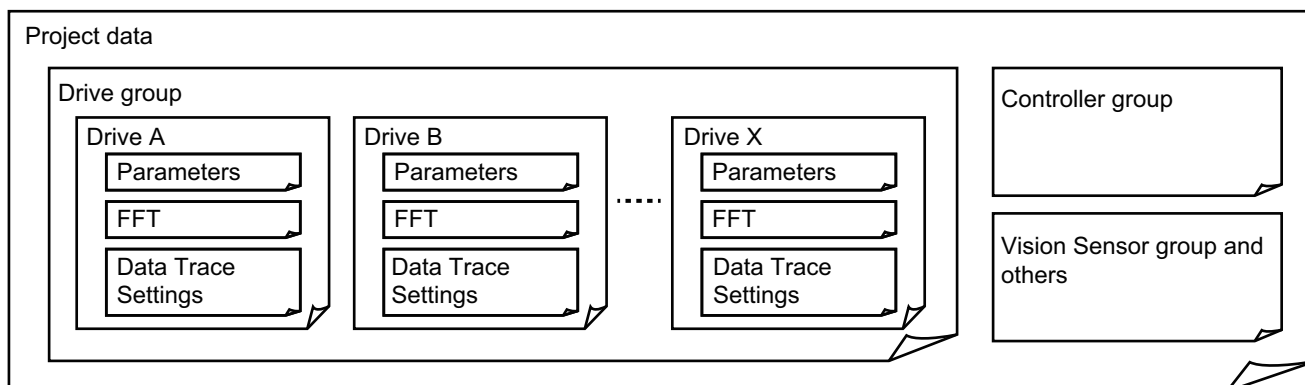 Project data
Drive group
Drive A
Parameters
FFT
Data Trace
Settings
Drive B
Parameters
FFT
Data Trace
Settings
Drive X
Parameters
FFT
Data Trace
Settings
Controller group
Vision Sensor group and
others